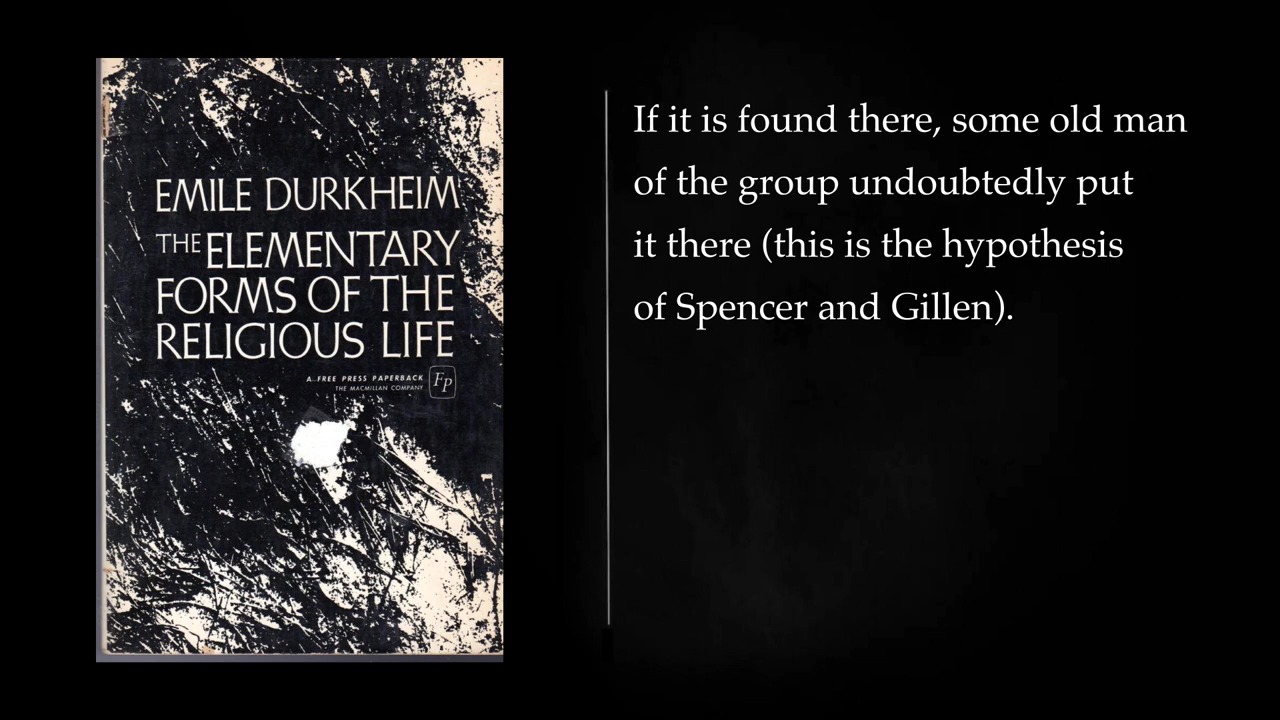 EMILE DURKHEIM
THE ELEMENTARY
FORMS OF THE
RELIGIOUS LIFE
A FREE PRESS PAPERBACK
THE MACMILLAN COMPANY
FP
If it is found there, some old man
of the group undoubtedly put
it there (this is the hypothesis
of Spencer and Gillen).